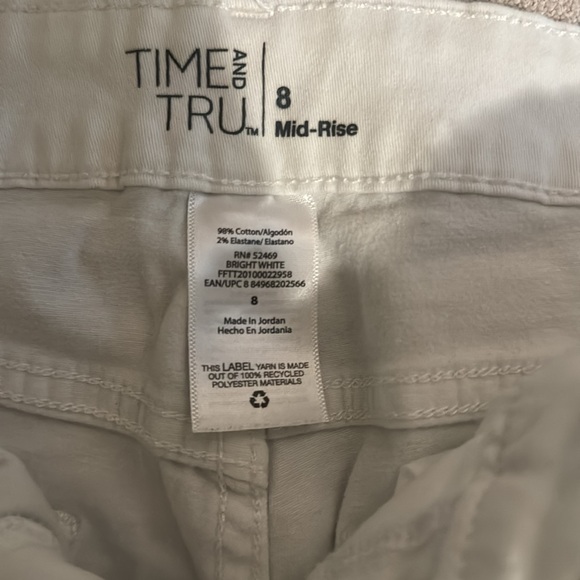 TIME AND
TRU™
8
Mid-Rise
98% Cotton/Algodón
2% Elastane/ Elastano
RN# 52469
BRIGHT WHITE
FFTT20100022958
EAN/UPC 8 84968202566
8
Made In Jordan
Hecho En Jordania
THIS LABEL YARN IS MADE
OUT OF 100% RECYCLED
POLYESTER MATERIALS